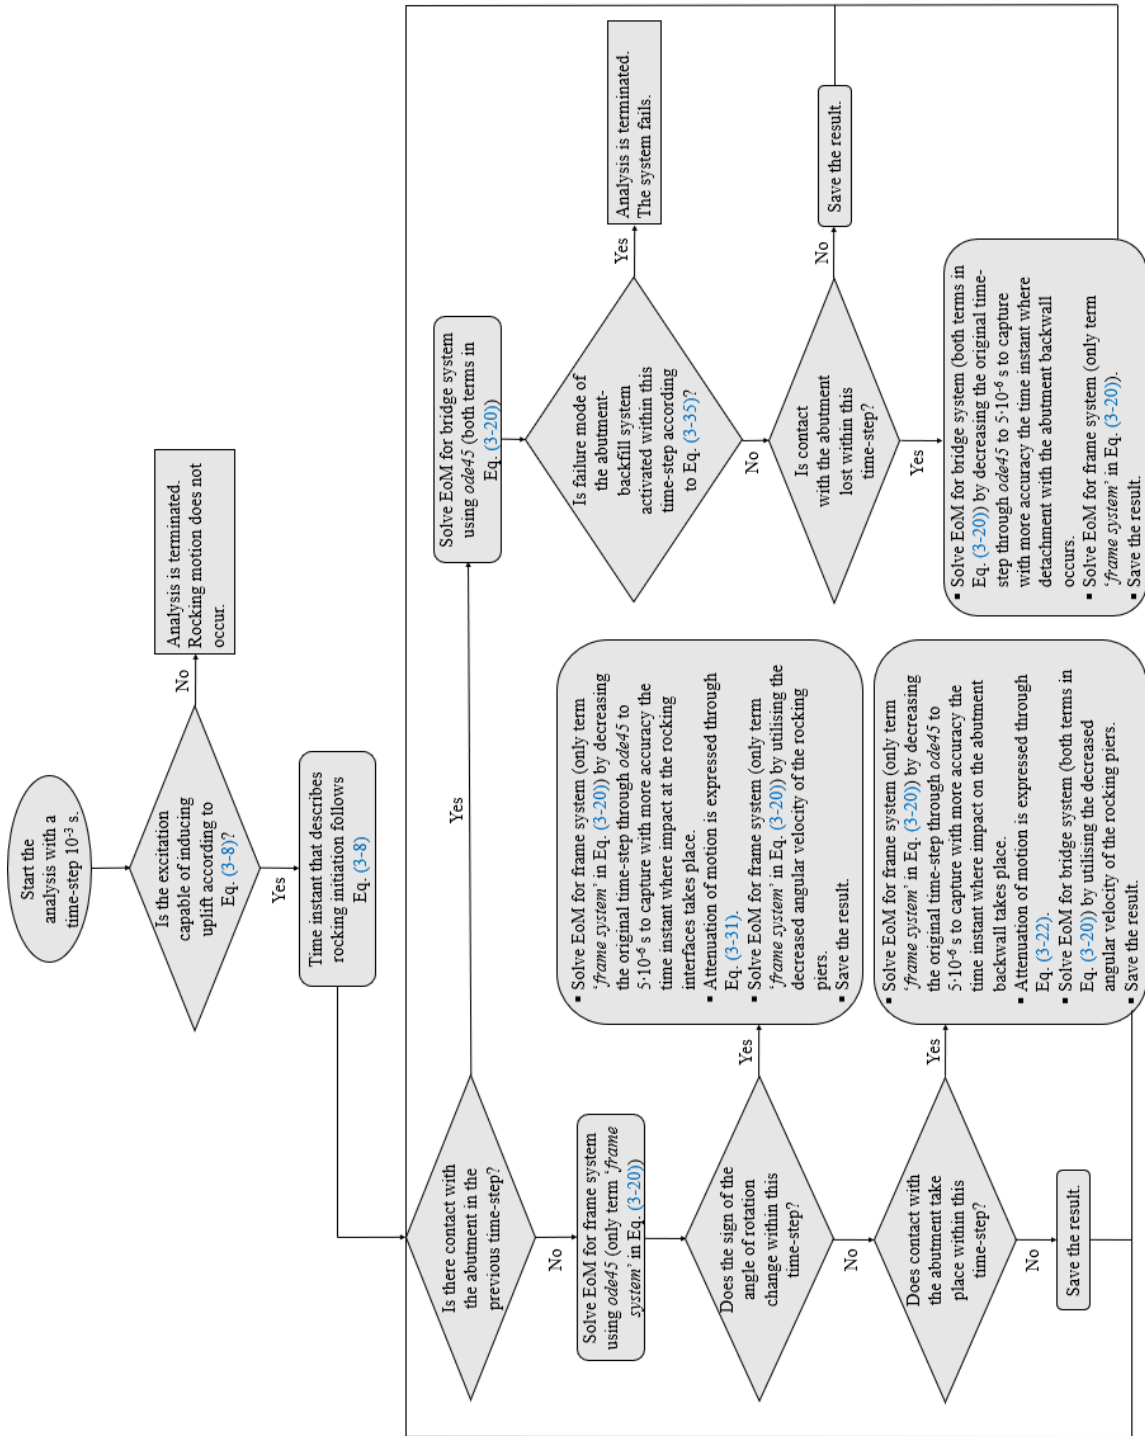 Start the
analysis with a
time-step 10⁻³ s.
Is the excitation
capable of inducing
uplift according to
Eq. (3-8)?
No
Analysis is terminated.
Rocking motion does not
occur.
Yes
Time instant that describes
rocking initiation follows
Eq. (3-8)
Is there contact with
the abutment in the
previous time-step?
Yes
Solve EoM for bridge system
using ode45 (both terms in
Eq. (3-20))
Is failure mode of
the abutment-
backfill system
activated within this
time-step according
to Eq. (3-35)?
Yes
Analysis is terminated.
The system fails.
No
Is contact
with the abutment
lost within this
time-step?
No
Save the result.
Yes
▪ Solve EoM for bridge system (both terms in
Eq. (3-20)) by decreasing the original time-
step through ode45 to 5·10⁻⁶ s to capture
with more accuracy the time instant where
detachment with the abutment backwall
occurs.
▪ Solve EoM for frame system (only term
‘frame system’ in Eq. (3-20)).
▪ Save the result.
No
Solve EoM for frame system
using ode45 (only term ‘frame
system’ in Eq. (3-20))
Does the sign of the
angle of rotation
change within this
time-step?
Yes
▪ Solve EoM for frame system (only term
‘frame system’ in Eq. (3-20)) by decreasing
the original time-step through ode45 to
5·10⁻⁶ s to capture with more accuracy the
time instant where impact at the rocking
interfaces takes place.
▪ Attenuation of motion is expressed through
Eq. (3-31).
▪ Solve EoM for frame system (only term
‘frame system’ in Eq. (3-20)) by utilising the
decreased angular velocity of the rocking
piers.
▪ Save the result.
No
Does contact with
the abutment take
place within this
time-step?
Yes
▪ Solve EoM for frame system (only term
‘frame system’ in Eq. (3-20)) by decreasing
the original time-step through ode45 to
5·10⁻⁶ s to capture with more accuracy the
time instant where impact on the abutment
backwall takes place.
▪ Attenuation of motion is expressed through
Eq. (3-22).
▪ Solve EoM for bridge system (both terms in
Eq. (3-20)) by utilising the decreased
angular velocity of the rocking piers.
▪ Save the result.
No
Save the result.